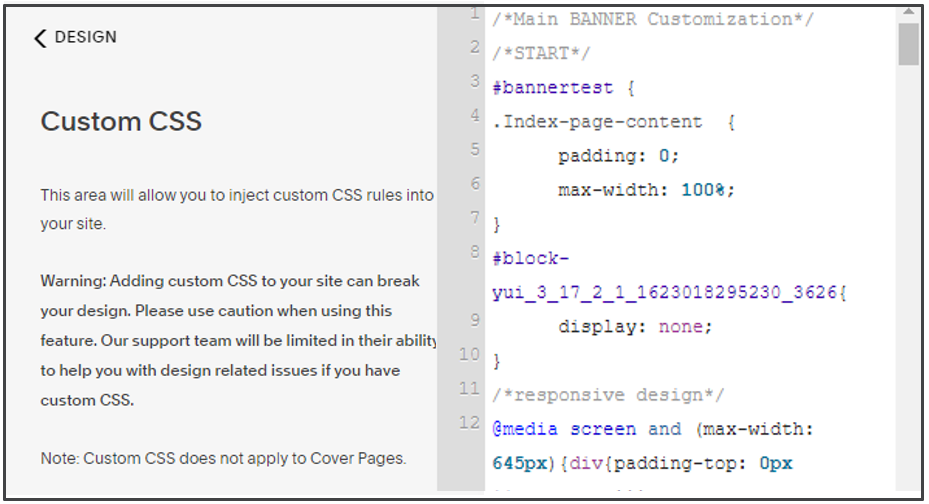 DESIGN
Custom CSS
This area will allow you to inject custom CSS rules into
your site.
Warning: Adding custom CSS to your site can break
your design. Please use caution when using this
feature. Our support team will be limited in their ability
to help you with design related issues if you have
custom CSS.
Note: Custom CSS does not apply to Cover Pages.
1 /*Main BANNER Customization*/
2 /*START*/
3 #bannertest {
4 .Index-page-content {
5 padding: 0;
6 max-width: 100%;
7 }
8 #block-
yui_3_17_2_1_1623018295230_3626{
9 display: none;
10 }
11 /*responsive design*/
12 @media screen and (max-width:
645px){div{padding-top: 0px